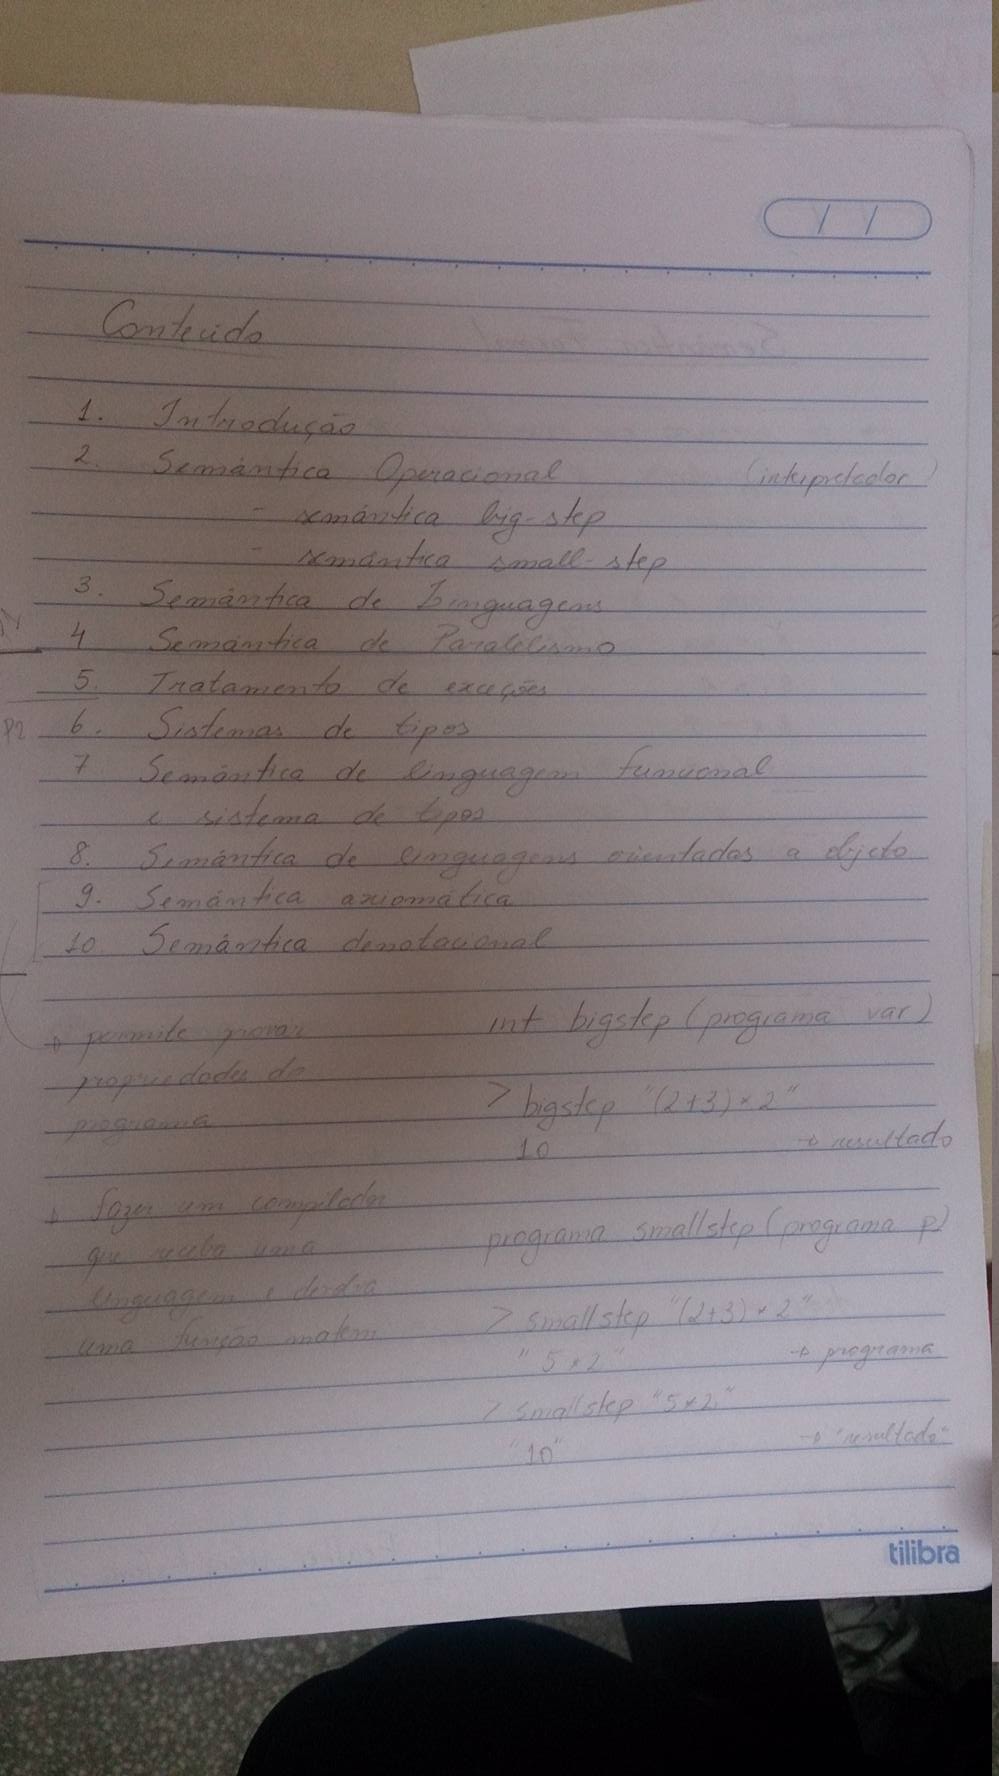 Conteúdo
1. Introdução
2. Semântica Operacional (interpretador)
- semântica big-step
- semântica small-step
3. Semântica de Linguagens
4 Semântica de Paralelismo
5. Tratamento de exceções
P2
6. Sistemas de tipos
7 Semântica de linguagem funcional
e sistema de tipos
8. Semântica de linguagens orientadas a objeto
9. Semântica axiomática
10 Semântica denotacional
→ permite provar
propriedades do
programa
→ fazer um compilador
que receba uma
linguagem e devolva
uma função matem
int bigstep (programa var)
> bigstep "(2+3) * 2"
10 → resultado
programa smallstep (programa p)
> smallstep "(2+3) * 2"
"5 * 2" → programa
> smallstep "5 * 2"
"10" → "resultado"
tilibra